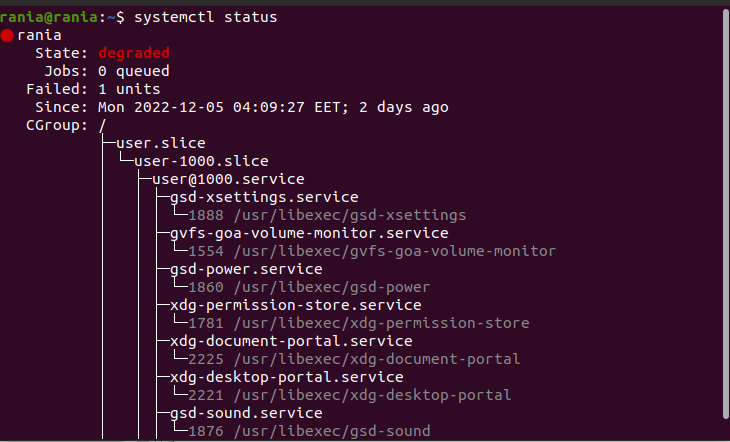 rania@rania:~$ systemctl status
● rania
State: degraded
Jobs: 0 queued
Failed: 1 units
Since: Mon 2022-12-05 04:09:27 EET; 2 days ago
CGroup: /
├─user.slice
│ └─user-1000.slice
│ ├─user@1000.service
│ │ ├─gsd-xsettings.service
│ │ │ └─1888 /usr/libexec/gsd-xsettings
│ │ ├─gvfs-goa-volume-monitor.service
│ │ │ └─1554 /usr/libexec/gvfs-goa-volume-monitor
│ │ ├─gsd-power.service
│ │ │ └─1860 /usr/libexec/gsd-power
│ │ ├─xdg-permission-store.service
│ │ │ └─1781 /usr/libexec/xdg-permission-store
│ │ ├─xdg-document-portal.service
│ │ │ └─2225 /usr/libexec/xdg-document-portal
│ │ ├─xdg-desktop-portal.service
│ │ │ └─2221 /usr/libexec/xdg-desktop-portal
│ │ ├─gsd-sound.service
│ │ │ └─1876 /usr/libexec/gsd-sound